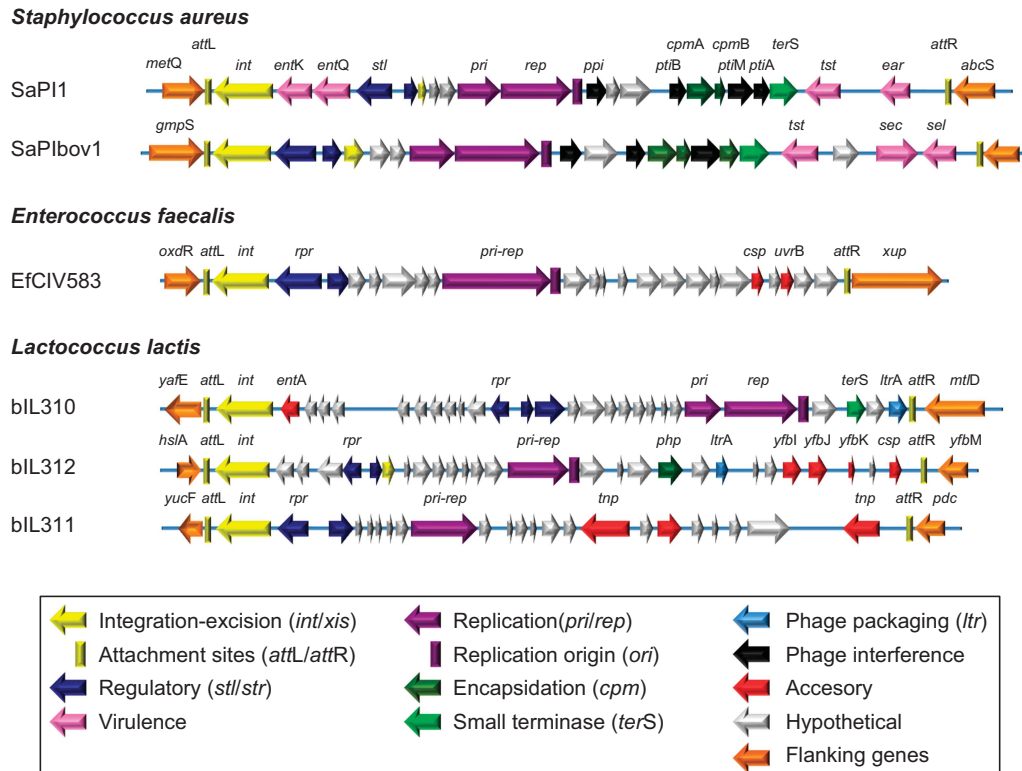 Staphylococcus aureus
cpmA cpmB terS
attL attR
metQ int entK entQ stl pri rep ppi ptiB ptiM ptiA tst ear abcS
SaPI1
gmpS tst sec sel
SaPIbov1
Enterococcus faecalis
oxdR attL int rpr pri-rep csp uvrB attR xup
EfCIV583
Lactococcus lactis
yafE attL int entA rpr pri rep terS ltrA attR mtlD
bIL310
hslA attL int rpr pri-rep php ltrA yfbI yfbJ yfbK csp attR yfbM
bIL312
yucF attL int rpr pri-rep tnp tnp attR pdc
bIL311
Integration-excision (int/xis)
Attachment sites (attL/attR)
Regulatory (stl/str)
Virulence
Replication(pri/rep)
Replication origin (ori)
Encapsidation (cpm)
Small terminase (terS)
Phage packaging (ltr)
Phage interference
Accesory
Hypothetical
Flanking genes